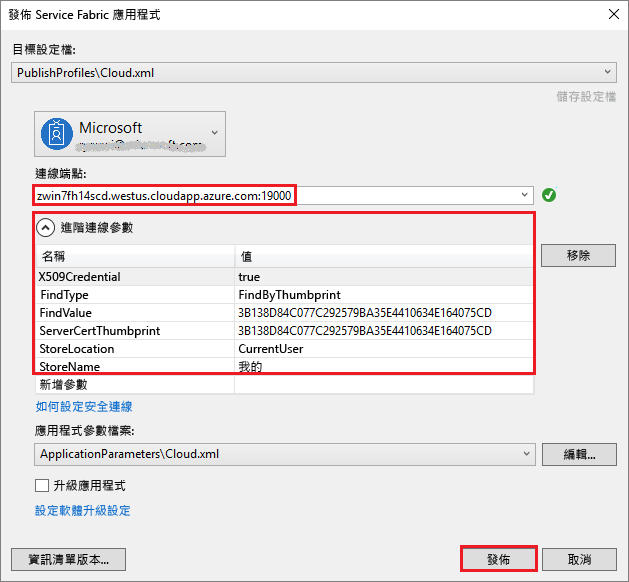 發佈 Service Fabric 應用程式
目標設定檔:
PublishProfiles\Cloud.xml
儲存設定檔
Microsoft
連線端點:
zwin7fh14scd.westus.cloudapp.azure.com:19000
進階連線參數
名稱 值
移除
X509Credential true
FindType FindByThumbprint
FindValue 3B138D84C077C292579BA35E4410634E164075CD
ServerCertThumbprint 3B138D84C077C292579BA35E4410634E164075CD
StoreLocation CurrentUser
StoreName 我的
新增參數
如何設定安全連線
應用程式參數檔案:
ApplicationParameters\Cloud.xml 編輯...
升級應用程式
設定軟體升級設定
資訊清單版本... 發佈 取消